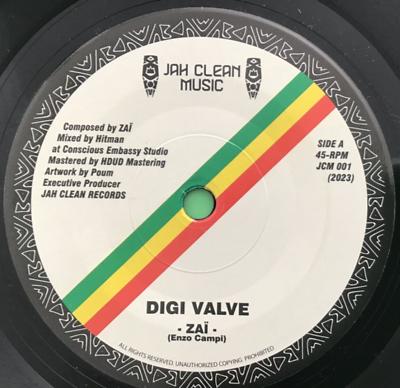 JAH CLEAN
MUSIC
Composed by ZAÏ
Mixed by Hitman
at Conscious Embassy Studio
Mastered by HDUD Mastering
Artwork by Poum
Executive Producer
JAH CLEAN RECORDS
SIDE A
45-RPM
JCM 001
(2023)
DIGI VALVE
- ZAÏ -
(Enzo Campi)
ALL RIGHTS RESERVED. UNAUTHORIZED COPYING PROHIBITED